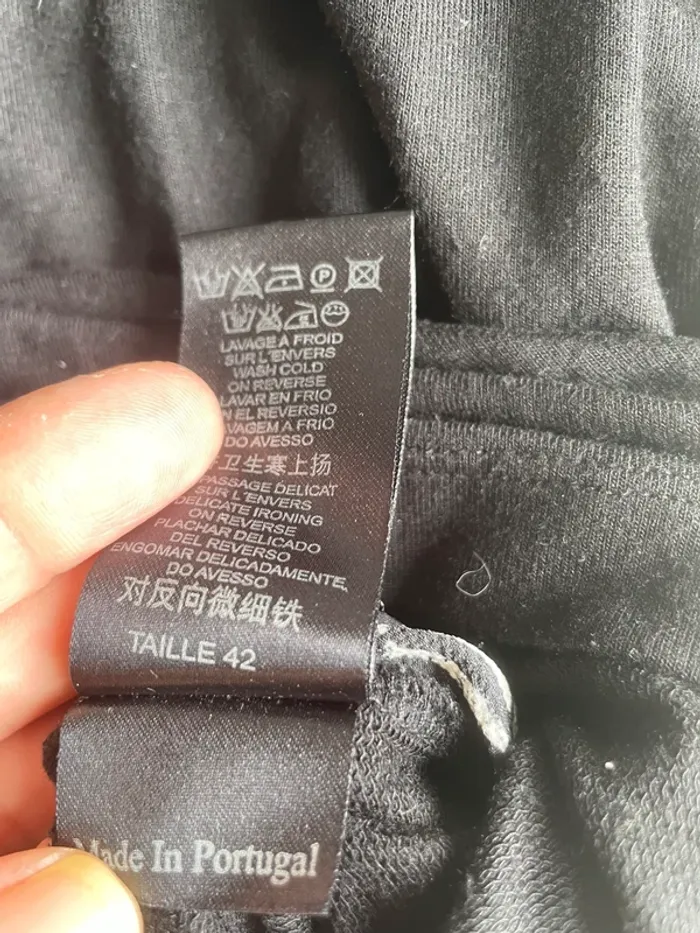 P
LAVAGE A FROID
SUR L'ENVERS
WASH COLD
ON REVERSE
LAVAR EN FRIO
N EL REVERSIO
VAGEM A FRIO
DO AVESSO
卫生寒上扬
PASSAGE DELICAT
SUR L'ENVERS
DELICATE IRONING
ON REVERSE
PLACHAR DELICADO
DEL REVERSO
ENGOMAR DELICADAMENTE,
DO AVESSO
对反向微细铁
TAILLE 42
Made In Portugal